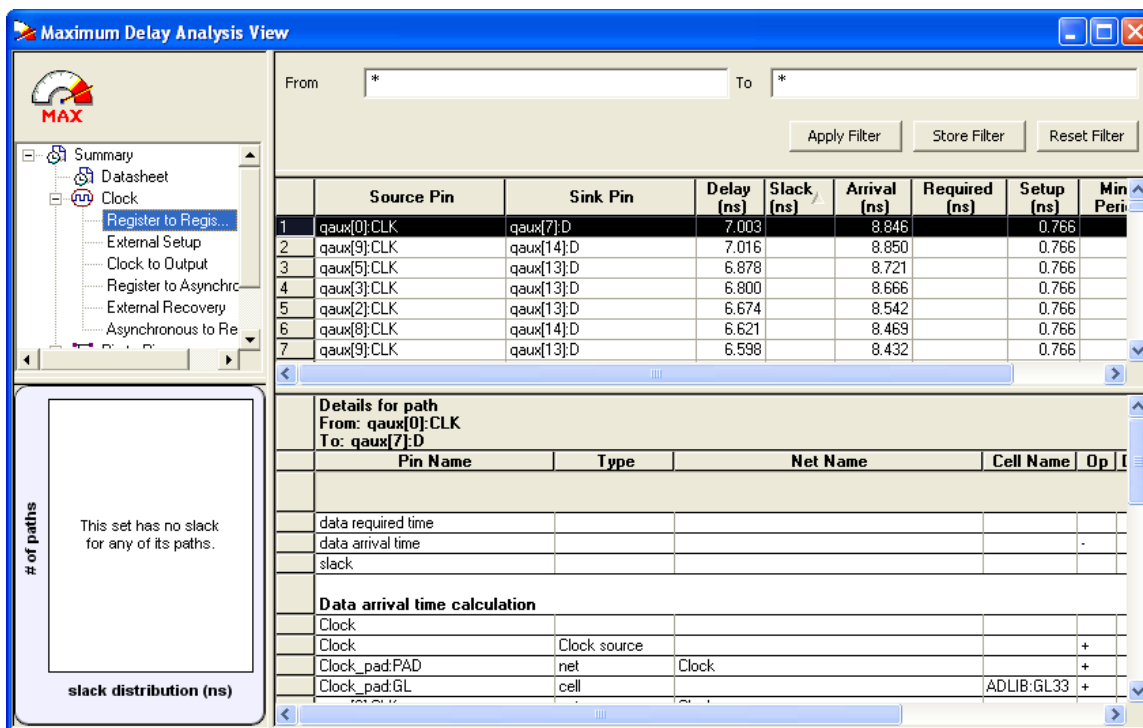 Maximum Delay Analysis View
MAX
Summary
Datasheet
Clock
Register to Regis...
External Setup
Clock to Output
Register to Asynchro
External Recovery
Asynchronous to Re
# of paths
This set has no slack
for any of its paths.
slack distribution (ns)
From * To *
Apply Filter Store Filter Reset Filter
Source Pin Sink Pin Delay (ns) Slack (ns) Arrival (ns) Required (ns) Setup (ns) Min Peri
1 qaux[0]:CLK qaux[7]:D 7.003 8.846 0.766
2 qaux[9]:CLK qaux[14]:D 7.016 8.850 0.766
3 qaux[5]:CLK qaux[13]:D 6.878 8.721 0.766
4 qaux[3]:CLK qaux[13]:D 6.800 8.666 0.766
5 qaux[2]:CLK qaux[13]:D 6.674 8.542 0.766
6 qaux[8]:CLK qaux[14]:D 6.621 8.469 0.766
7 qaux[9]:CLK qaux[13]:D 6.598 8.432 0.766
Details for path
From: qaux[0]:CLK
To: qaux[7]:D
Pin Name Type Net Name Cell Name Op
data required time
data arrival time -
slack
Data arrival time calculation
Clock
Clock Clock source +
Clock_pad:PAD net Clock +
Clock_pad:GL cell ADLIB:GL33 +